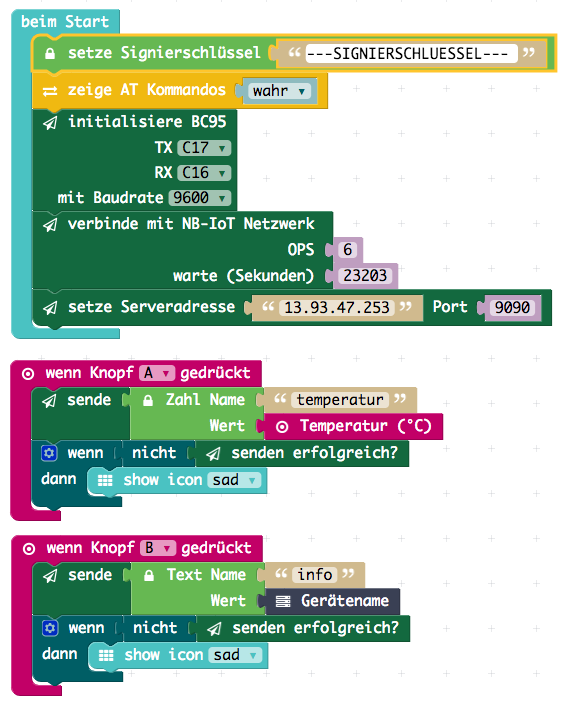 beim Start
setze Signierschlüssel “ ---SIGNIERSCHLUESSEL--- ”
zeige AT Kommandos wahr
initialisiere BC95
TX C17
RX C16
mit Baudrate 9600
verbinde mit NB-IoT Netzwerk
OPS 6
warte (Sekunden) 23203
setze Serveradresse “ 13.93.47.253 ” Port 9090
wenn Knopf A gedrückt
sende Zahl Name “ temperatur ”
Wert Temperatur (°C)
wenn nicht senden erfolgreich?
dann show icon sad
wenn Knopf B gedrückt
sende Text Name “ info ”
Wert Gerätename
wenn nicht senden erfolgreich?
dann show icon sad